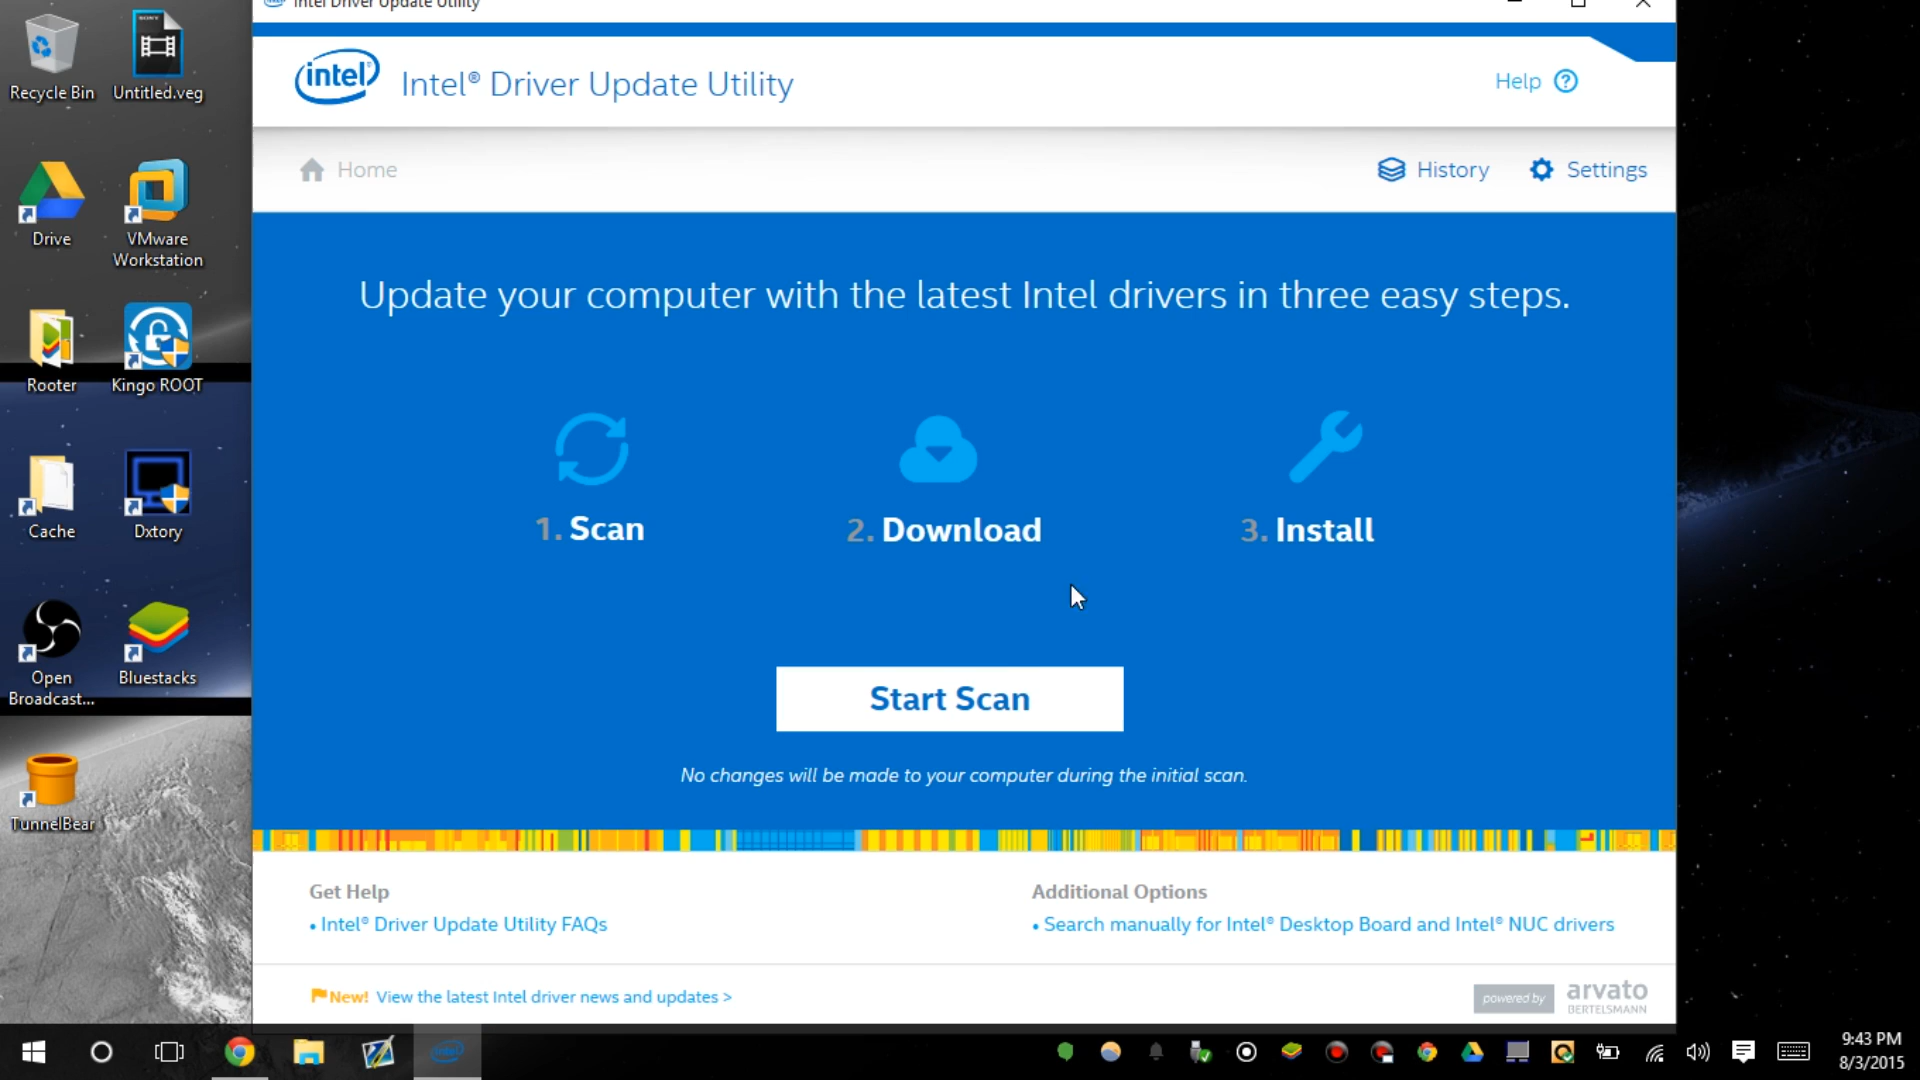 Intel Driver Update Utility
Recycle Bin
SONY
Untitled.veg
intel®
Intel® Driver Update Utility
Help ?
Home
History
Settings
Drive
VMware
Workstation
Update your computer with the latest Intel drivers in three easy steps.
Rooter
Kingo ROOT
1. Scan
2. Download
3. Install
Cache
Dxtory
Open
Broadcast...
Bluestacks
Start Scan
No changes will be made to your computer during the initial scan.
TunnelBear
Get Help
• Intel® Driver Update Utility FAQs
Additional Options
• Search manually for Intel® Desktop Board and Intel® NUC drivers
New! View the latest Intel driver news and updates >
powered by
arvato
BERTELSMANN
intel
9:43 PM
8/3/2015